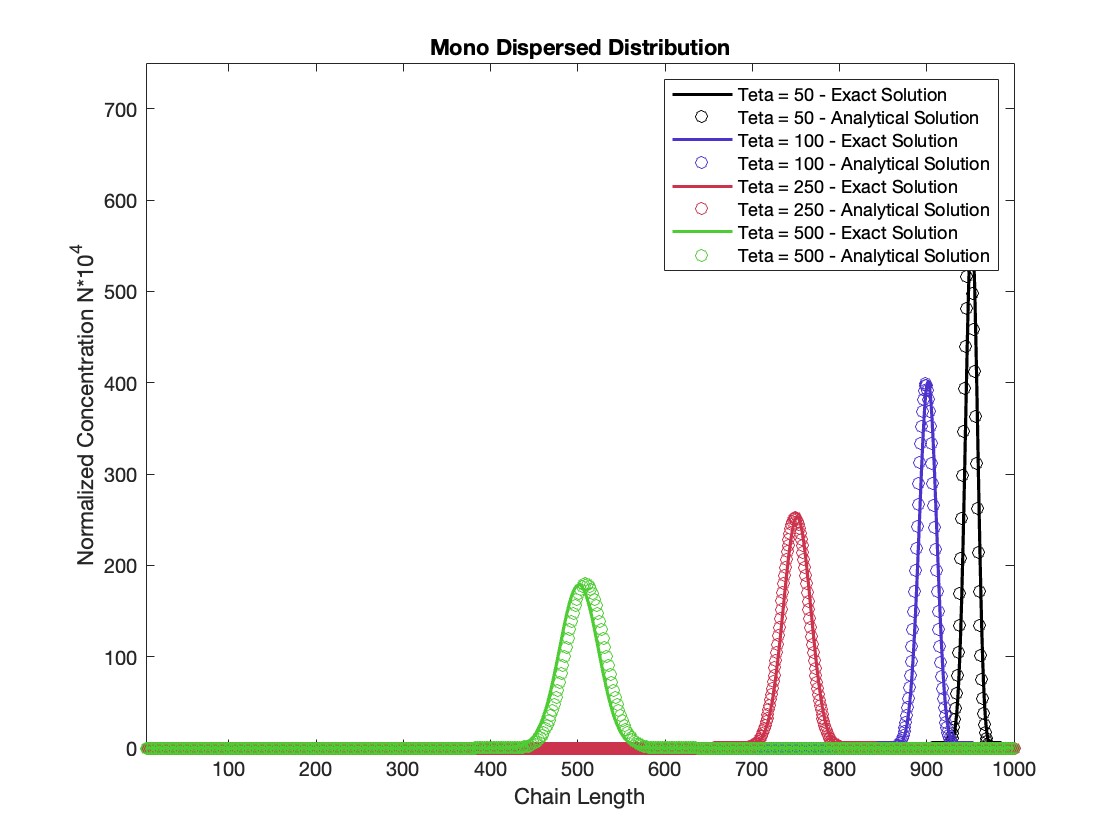 Mono Dispersed Distribution
Teta = 50 - Exact Solution
Teta = 50 - Analytical Solution
Teta = 100 - Exact Solution
Teta = 100 - Analytical Solution
Teta = 250 - Exact Solution
Teta = 250 - Analytical Solution
Teta = 500 - Exact Solution
Teta = 500 - Analytical Solution
Normalized Concentration N*10^4
700
600
500
400
300
200
100
0
100 200 300 400 500 600 700 800 900 1000
Chain Length